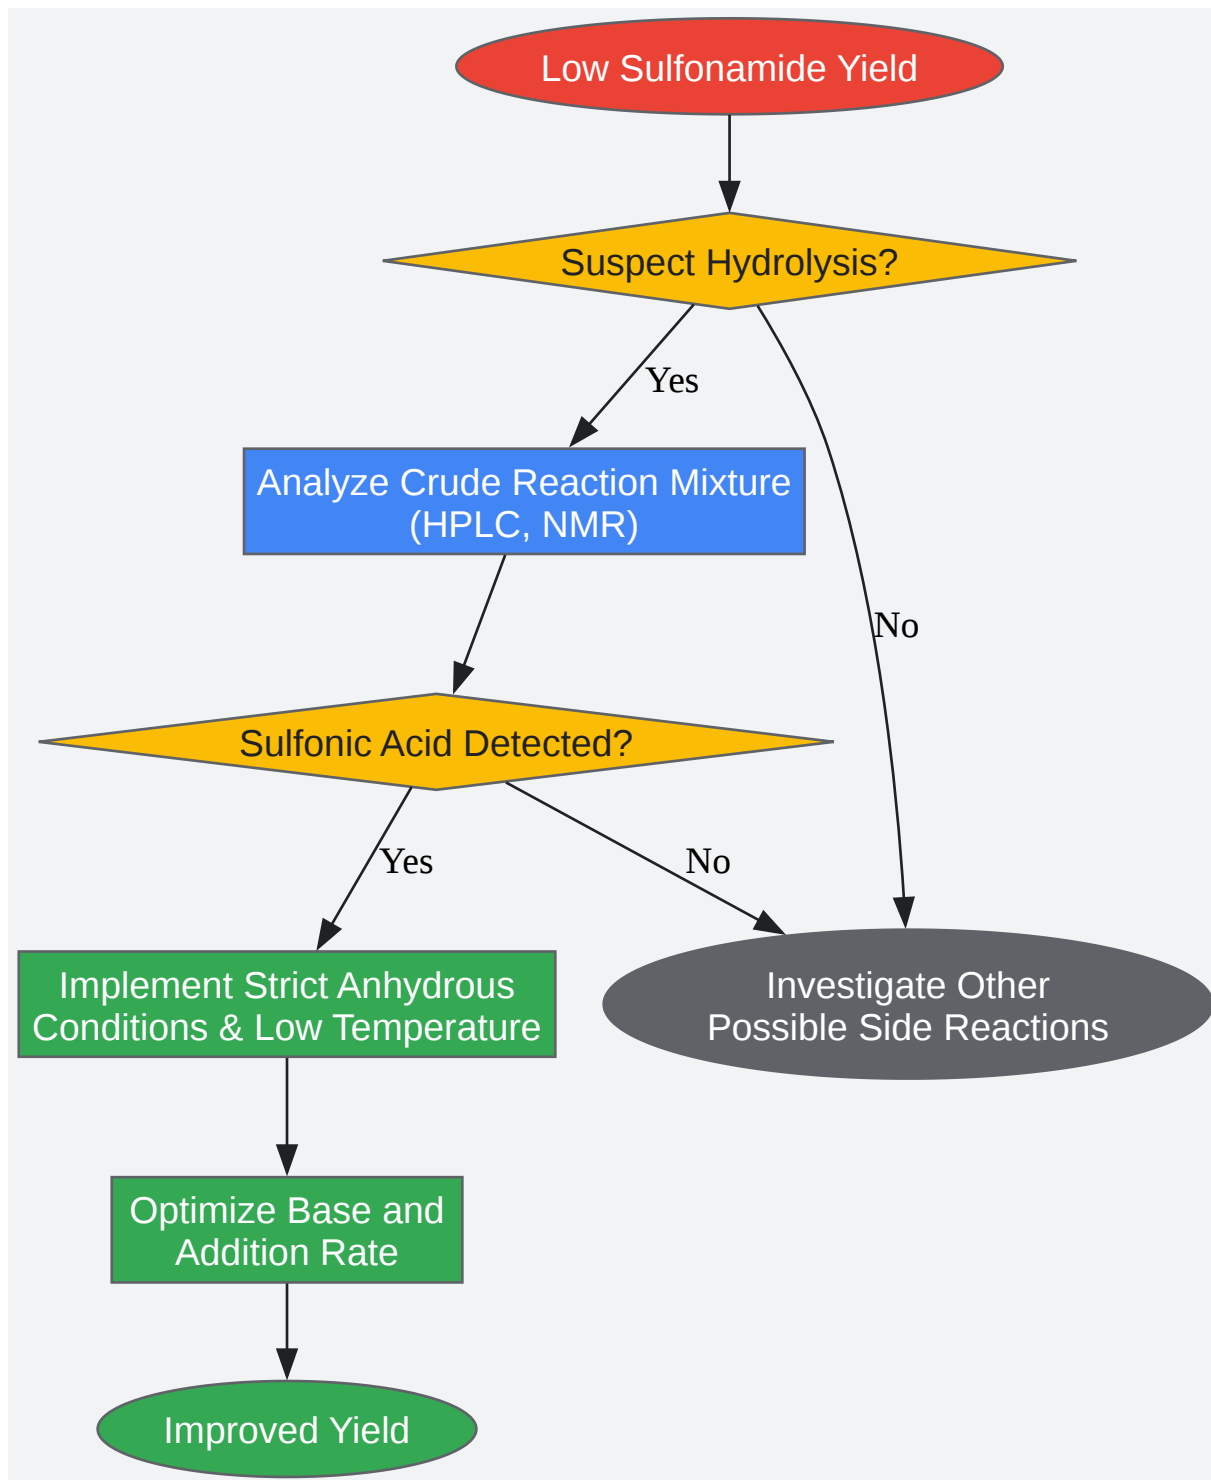 Low Sulfonamide Yield
Suspect Hydrolysis?
Yes
Analyze Crude Reaction Mixture
(HPLC, NMR)
No
Sulfonic Acid Detected?
Yes
No
Implement Strict Anhydrous
Conditions & Low Temperature
Investigate Other
Possible Side Reactions
Optimize Base and
Addition Rate
Improved Yield